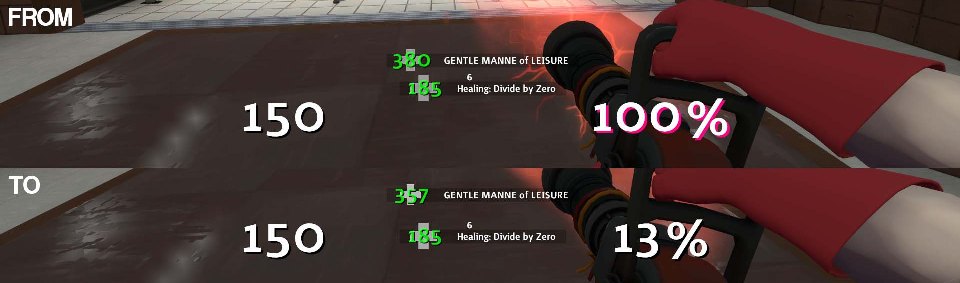 FROM
380 GENTLE MANNE of LEISURE
6
185 Healing: Divide by Zero
150 100%
TO
357 GENTLE MANNE of LEISURE
6
185 Healing: Divide by Zero
150 13%